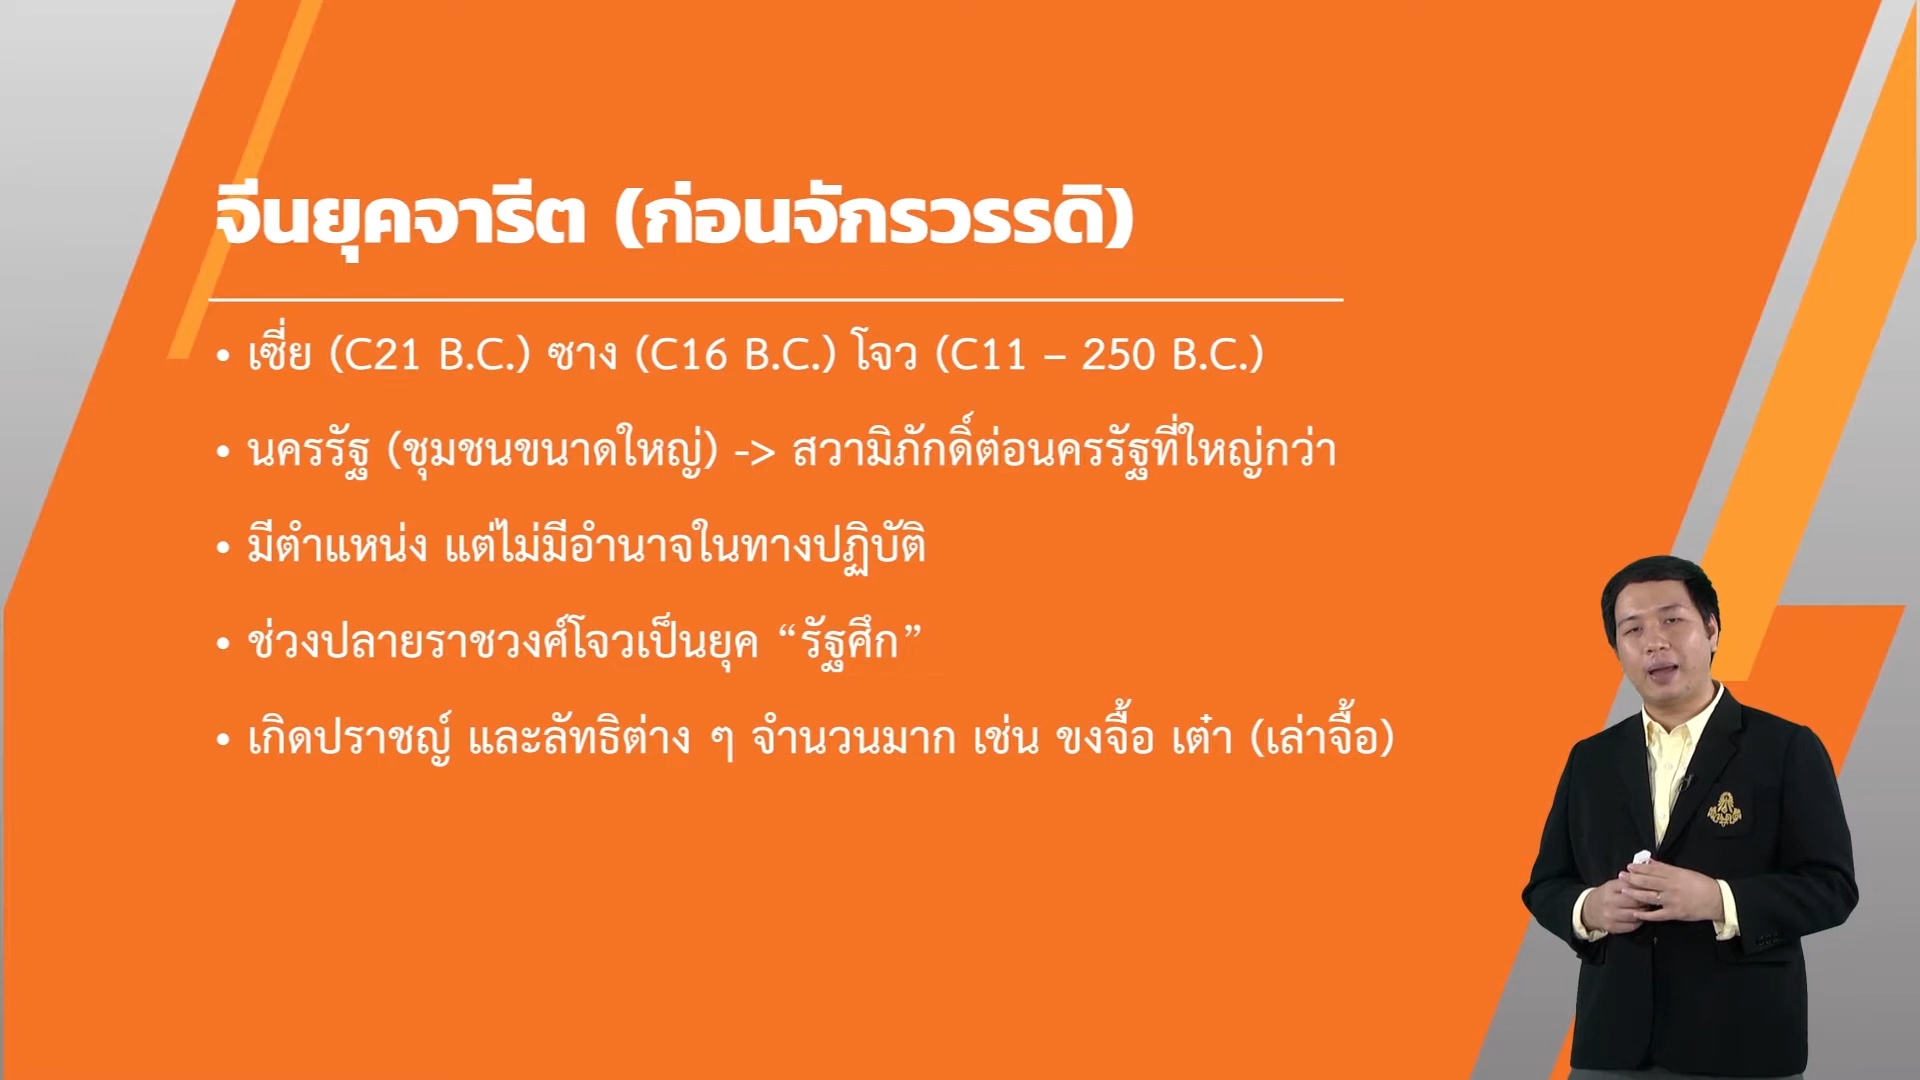 จีนยุคจารีต (ก่อนจักรวรรดิ)
• เซี่ย (C21 B.C.) ซาง (C16 B.C.) โจว (C11 – 250 B.C.)
• นครรัฐ (ชุมชนขนาดใหญ่) -> สวามิภักดิ์ต่อนครรัฐที่ใหญ่กว่า
• มีตำแหน่ง แต่ไม่มีอำนาจในทางปฏิบัติ
• ช่วงปลายราชวงศ์โจวเป็นยุค “รัฐศึก”
• เกิดปราชญ์ และลัทธิต่าง ๆ จำนวนมาก เช่น ขงจื้อ เต๋า (เล่าจื้อ)